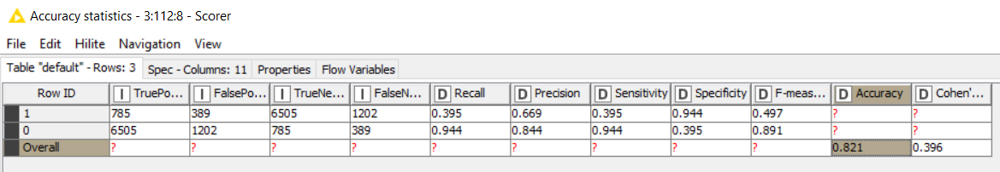 Accuracy statistics - 3:112:8 - Scorer
File Edit Hilite Navigation View
Table "default" - Rows: 3 Spec - Columns: 11 Properties Flow Variables
Row ID I TruePo... I FalsePo... I TrueNe... I FalseN... D Recall D Precision D Sensitivity D Specificity D F-meas... D Accuracy D Cohen'...
1 785 389 6505 1202 0.395 0.669 0.395 0.944 0.497 ? ?
0 6505 1202 785 389 0.944 0.844 0.944 0.395 0.891 ? ?
Overall ? ? ? ? ? ? ? ? ? 0.821 0.396